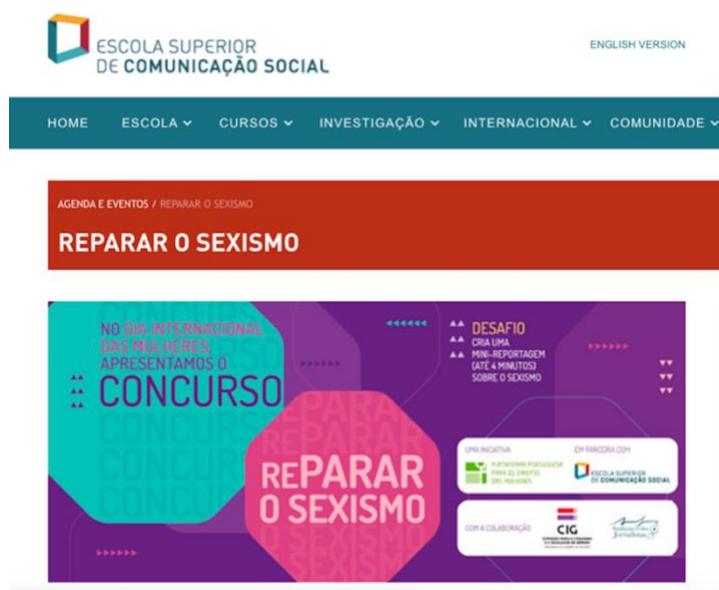 ESCOLA SUPERIOR
DE COMUNICAÇÃO SOCIAL
ENGLISH VERSION
HOME ESCOLA CURSOS INVESTIGAÇÃO INTERNACIONAL COMUNIDADE
AGENDA E EVENTOS / REPARAR O SEXISMO
REPARAR O SEXISMO
NO DIA INTERNACIONAL
DAS MULHERES,
APRESENTAMOS O
CONCURSO
REPARAR
O SEXISMO
DESAFIO
CRIA UMA
MINI-REPORTAGEM
(ATÉ 4 MINUTOS)
SOBRE O SEXISMO
UMA INICIATIVA
PLATAFORMA PORTUGUESA
PARA OS DIREITOS
DAS MULHERES
EM PARCERIA COM
ESCOLA SUPERIOR
DE COMUNICAÇÃO SOCIAL
COM A COLABORAÇÃO
CIG
Jornalistas